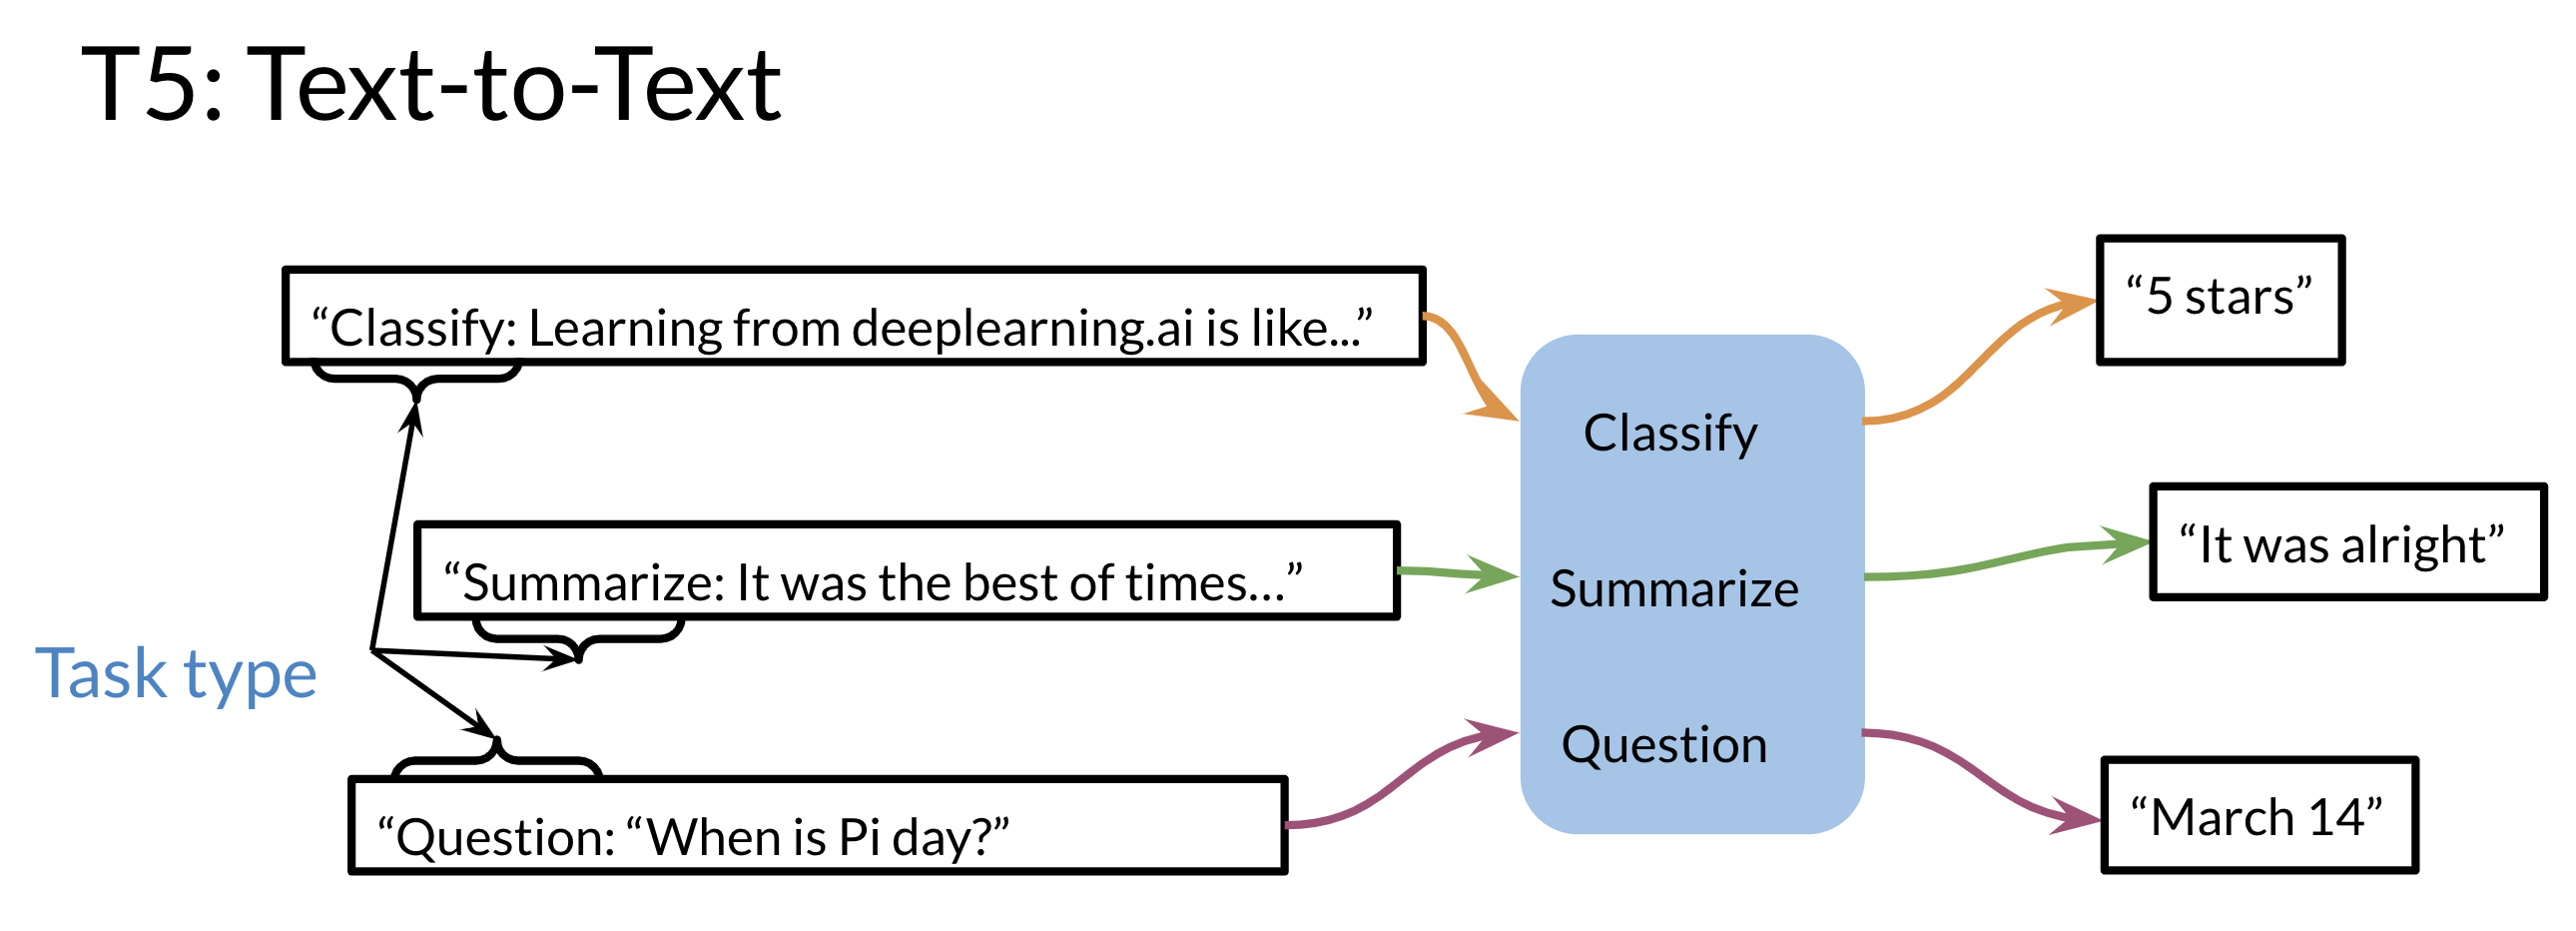 T5: Text-to-Text
“Classify: Learning from deeplearning.ai is like...”
“Summarize: It was the best of times…”
Task type
“Question: “When is Pi day?”
Classify
Summarize
Question
“5 stars”
“It was alright”
“March 14”